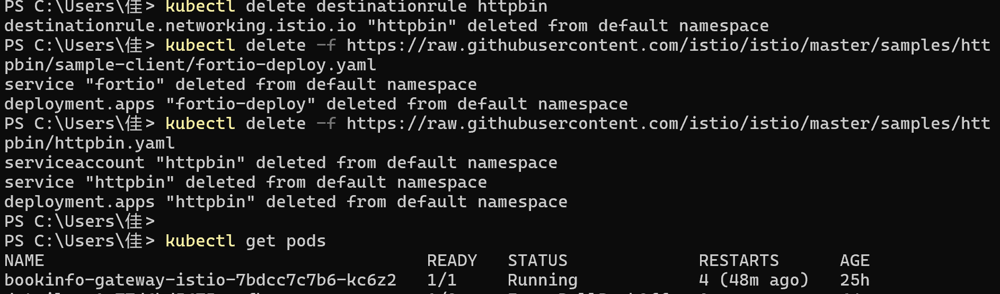 PS C:\Users\佳> kubectl delete destinationrule httpbin
destinationrule.networking.istio.io "httpbin" deleted from default namespace
PS C:\Users\佳> kubectl delete -f https://raw.githubusercontent.com/istio/istio/master/samples/htt
pbin/sample-client/fortio-deploy.yaml
service "fortio" deleted from default namespace
deployment.apps "fortio-deploy" deleted from default namespace
PS C:\Users\佳> kubectl delete -f https://raw.githubusercontent.com/istio/istio/master/samples/htt
pbin/httpbin.yaml
serviceaccount "httpbin" deleted from default namespace
service "httpbin" deleted from default namespace
deployment.apps "httpbin" deleted from default namespace
PS C:\Users\佳>
PS C:\Users\佳> kubectl get pods
NAME READY STATUS RESTARTS AGE
bookinfo-gateway-istio-7bdcc7c7b6-kc6z2 1/1 Running 4 (48m ago) 25h